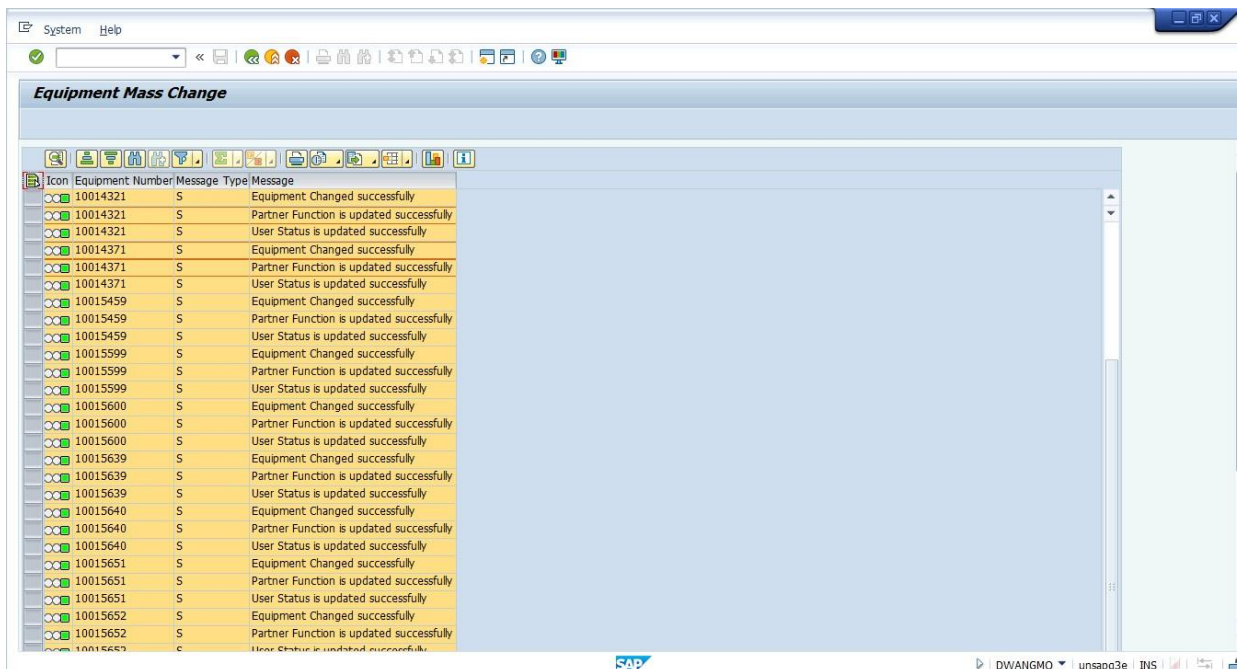 System Help
Equipment Mass Change
Icon Equipment Number Message Type Message
10014321 S Equipment Changed successfully
10014321 S Partner Function is updated successfully
10014321 S User Status is updated successfully
10014371 S Equipment Changed successfully
10014371 S Partner Function is updated successfully
10014371 S User Status is updated successfully
10015459 S Equipment Changed successfully
10015459 S Partner Function is updated successfully
10015459 S User Status is updated successfully
10015599 S Equipment Changed successfully
10015599 S Partner Function is updated successfully
10015599 S User Status is updated successfully
10015600 S Equipment Changed successfully
10015600 S Partner Function is updated successfully
10015600 S User Status is updated successfully
10015639 S Equipment Changed successfully
10015639 S Partner Function is updated successfully
10015639 S User Status is updated successfully
10015640 S Equipment Changed successfully
10015640 S Partner Function is updated successfully
10015640 S User Status is updated successfully
10015651 S Equipment Changed successfully
10015651 S Partner Function is updated successfully
10015651 S User Status is updated successfully
10015652 S Equipment Changed successfully
10015652 S Partner Function is updated successfully
10015652 S User Status is updated successfully
SAP DWANGMO unsapq3e INS